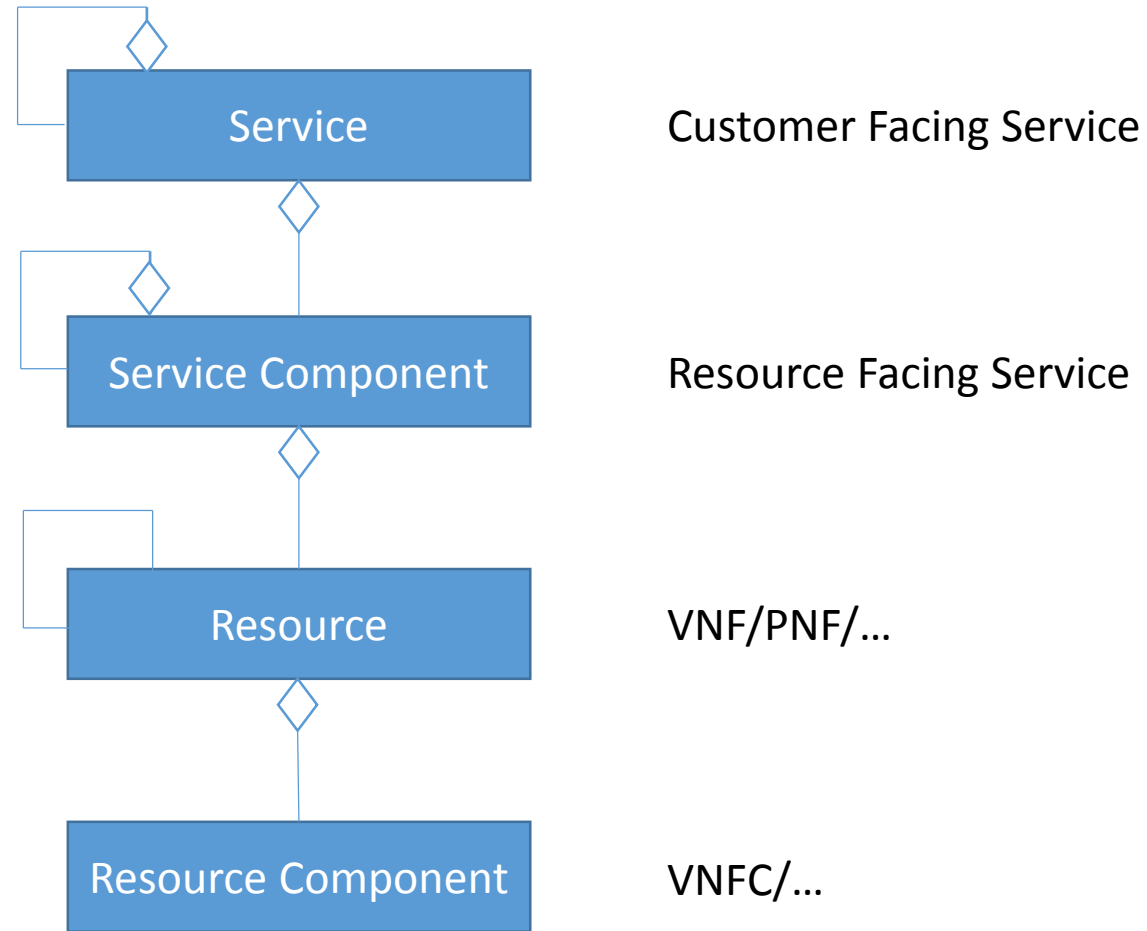 Service
Customer Facing Service
Service Component
Resource Facing Service
Resource
VNF/PNF/…
Resource Component
VNFC/…